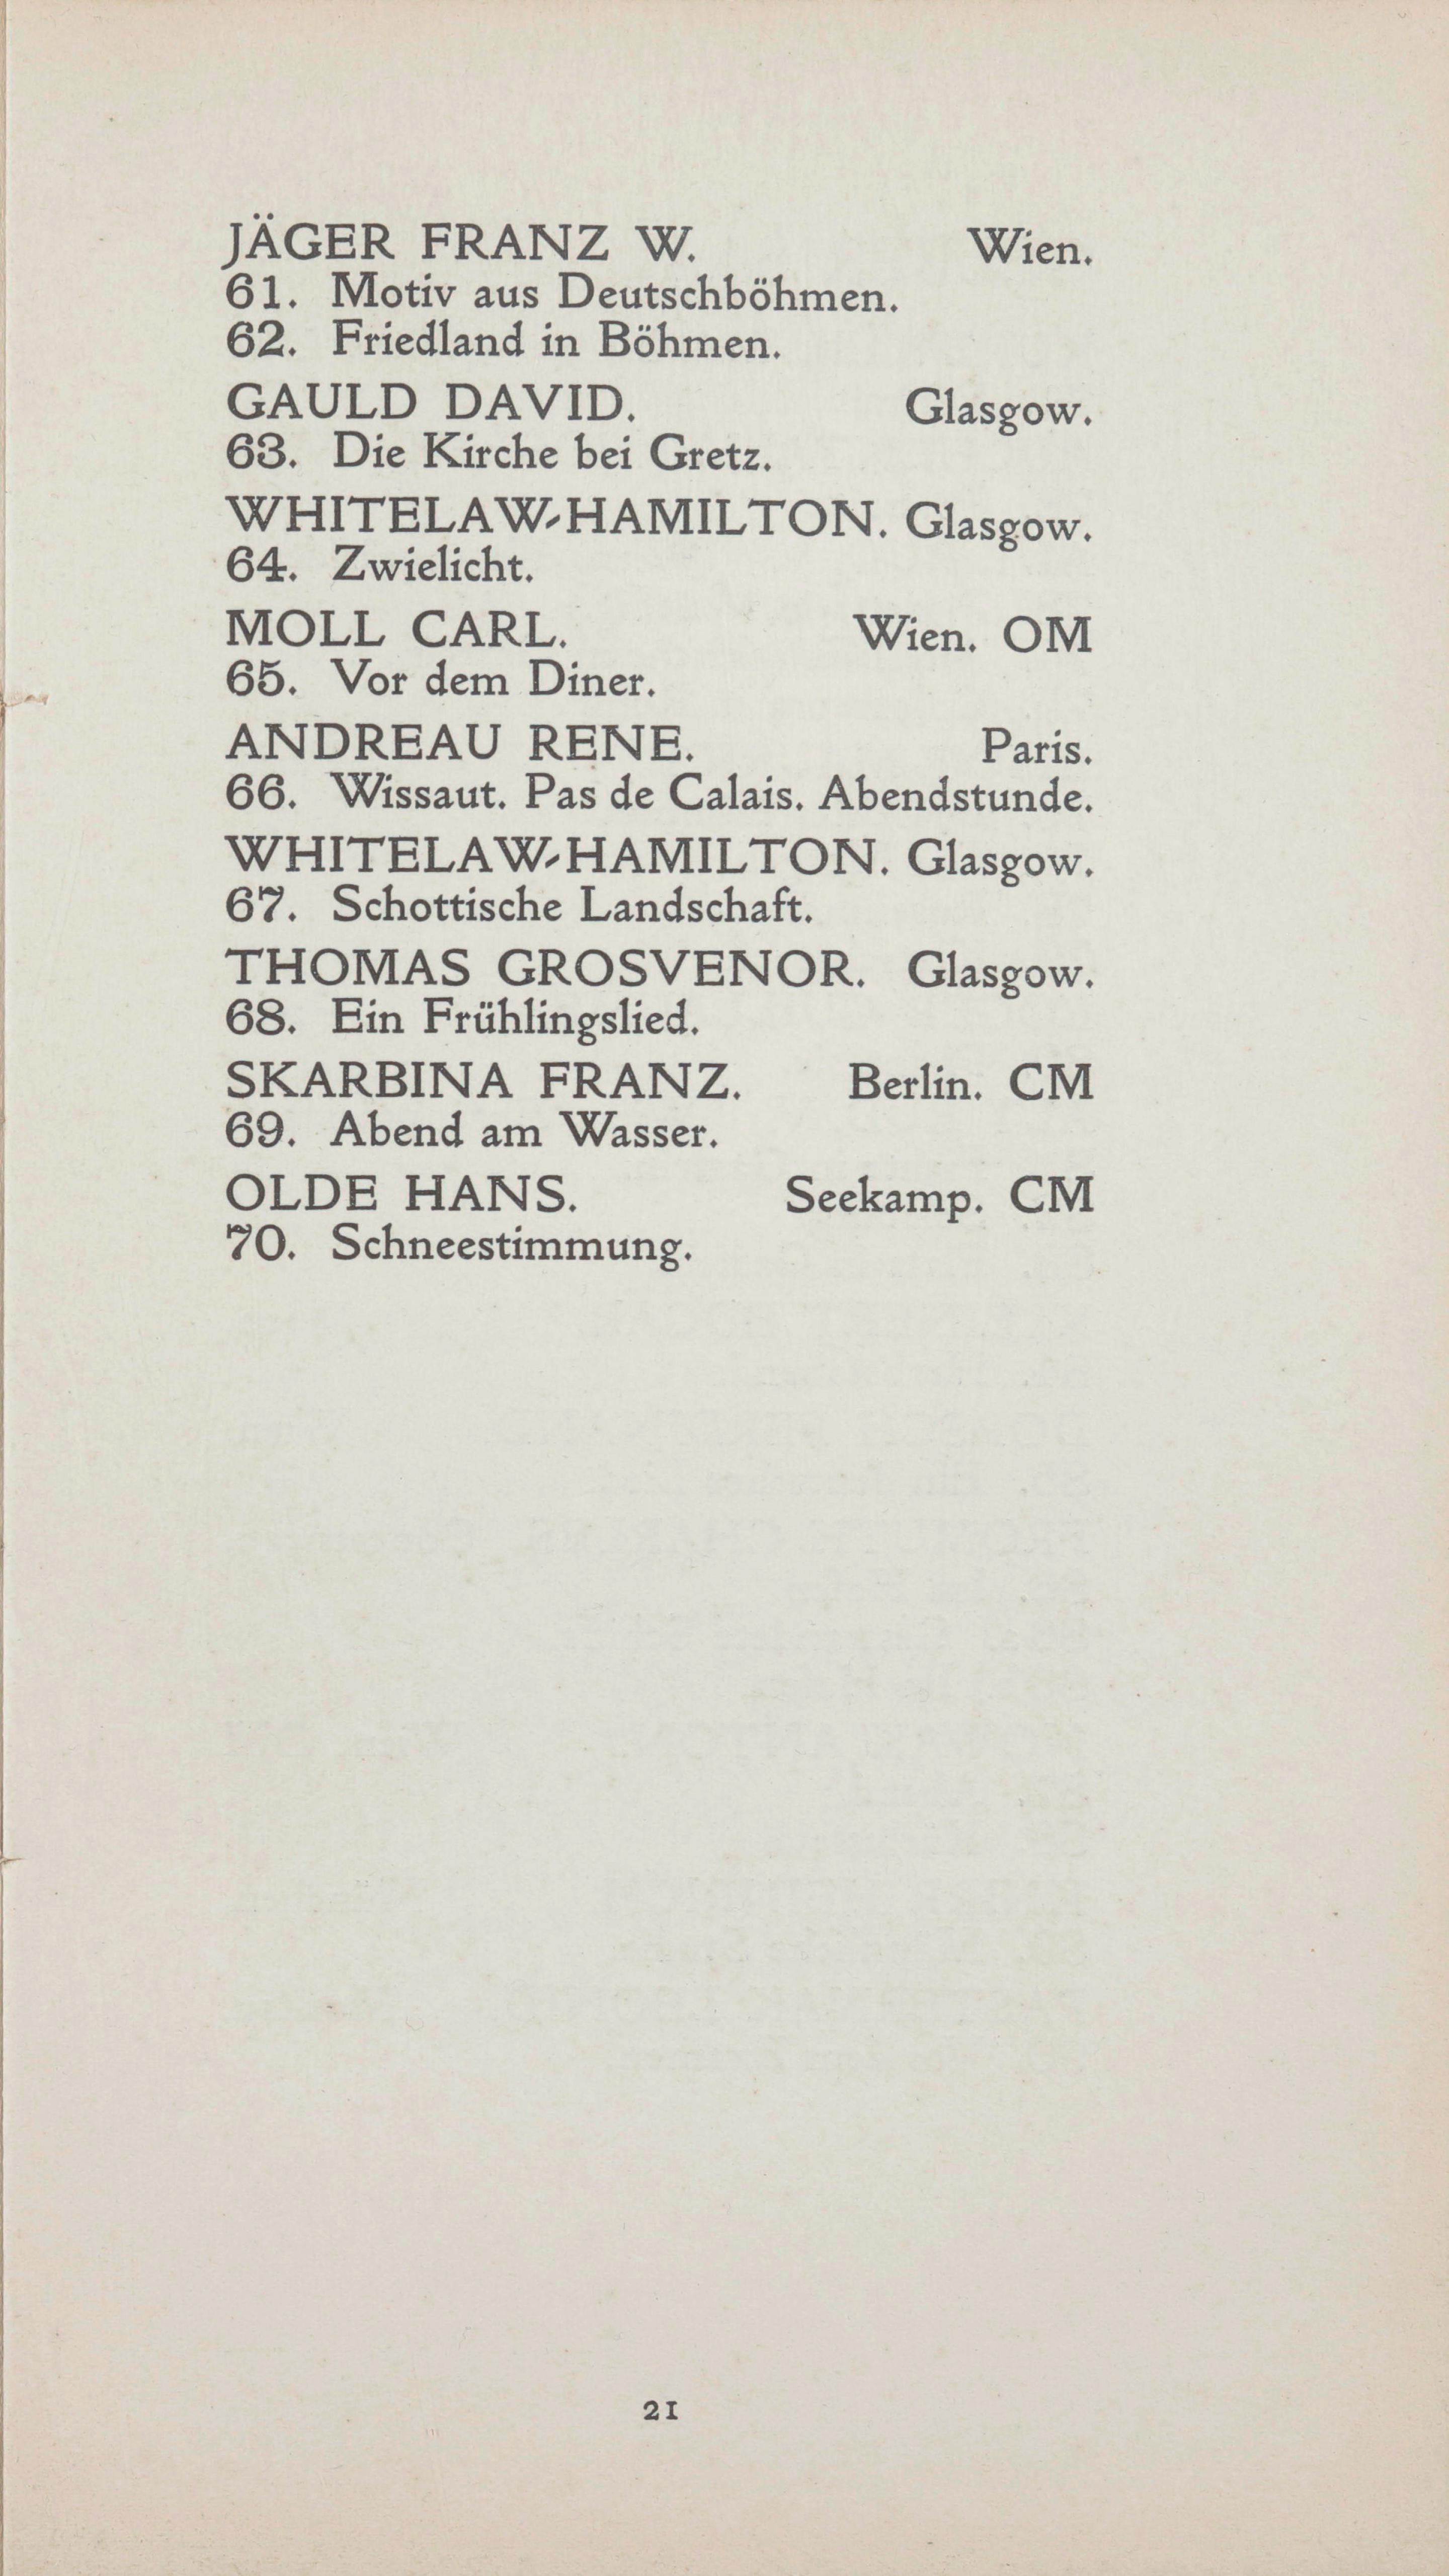 JÄGER FRANZ W. Wien.
61. Motiv aus Deutschböhmen.
62. Friedland in Böhmen.
GAULD DAVID. Glasgow.
63. Die Kirche bei Gretz.
WHITELAW-HAMILTON. Glasgow.
64. Zwielicht.
MOLL CARL. Wien. OM
65. Vor dem Diner.
ANDREAU RENE. Paris.
66. Wissaut. Pas de Calais. Abendstunde.
WHITELAW-HAMILTON. Glasgow.
67. Schottische Landschaft.
THOMAS GROSVENOR. Glasgow.
68. Ein Frühlingslied.
SKARBINA FRANZ. Berlin. CM
69. Abend am Wasser.
OLDE HANS. Seekamp. CM
70. Schneestimmung.
21